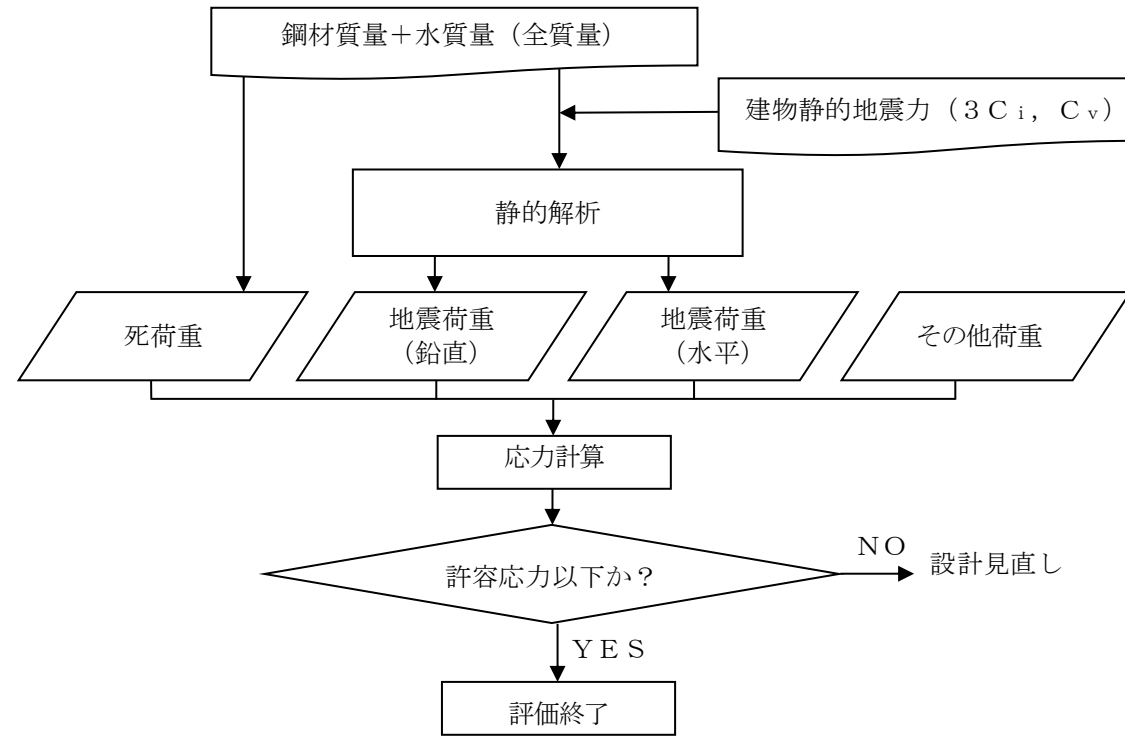 鋼材質量＋水質量（全質量）
建物静的地震力（３Ｃｉ，Ｃｖ）
静的解析
死荷重
地震荷重
（鉛直）
地震荷重
（水平）
その他荷重
応力計算
許容応力以下か？
ＮＯ
設計見直し
ＹＥＳ
評価終了